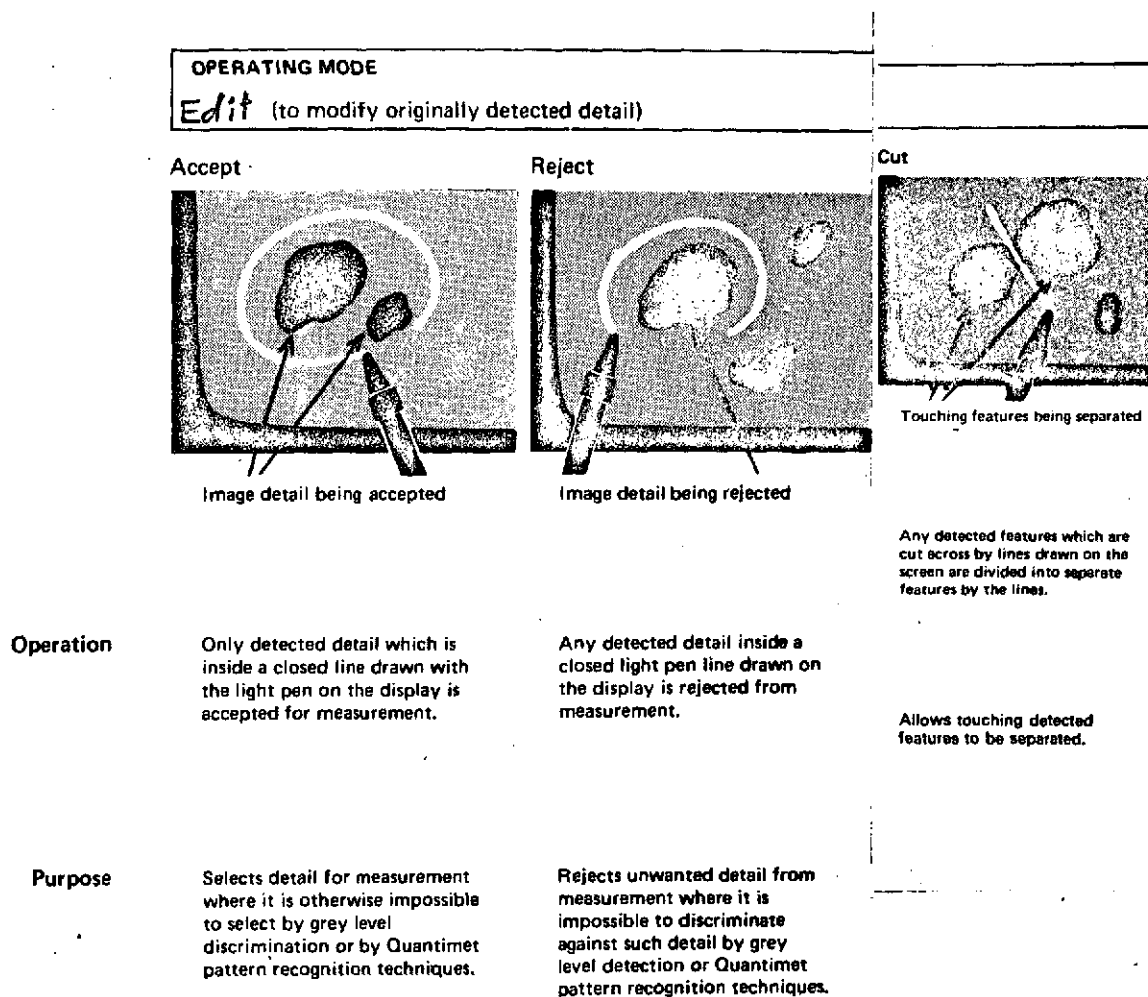 OPERATING MODE
Edit (to modify originally detected detail)
Accept
Reject
Cut
Image detail being accepted
Image detail being rejected
Touching features being separated
Any detected features which are
cut across by lines drawn on the
screen are divided into separate
features by the lines.
Operation
Only detected detail which is
inside a closed line drawn with
the light pen on the display is
accepted for measurement.
Any detected detail inside a
closed light pen line drawn on
the display is rejected from
measurement.
Allows touching detected
features to be separated.
Purpose
Selects detail for measurement
where it is otherwise impossible
to select by grey level
discrimination or by Quantimet
pattern recognition techniques.
Rejects unwanted detail from
measurement where it is
impossible to discriminate
against such detail by grey
level detection or Quantimet
pattern recognition techniques.